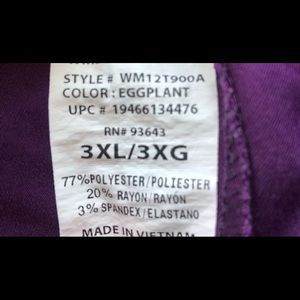 STYLE # WM12T900A
COLOR : EGGPLANT
UPC # 19466134476
RN# 93643
3XL/3XG
77%POLYESTER/POLIESTER
20% RAYON/RAYÓN
3% SPANDEX/ELASTANO
MADE IN VIETNAM